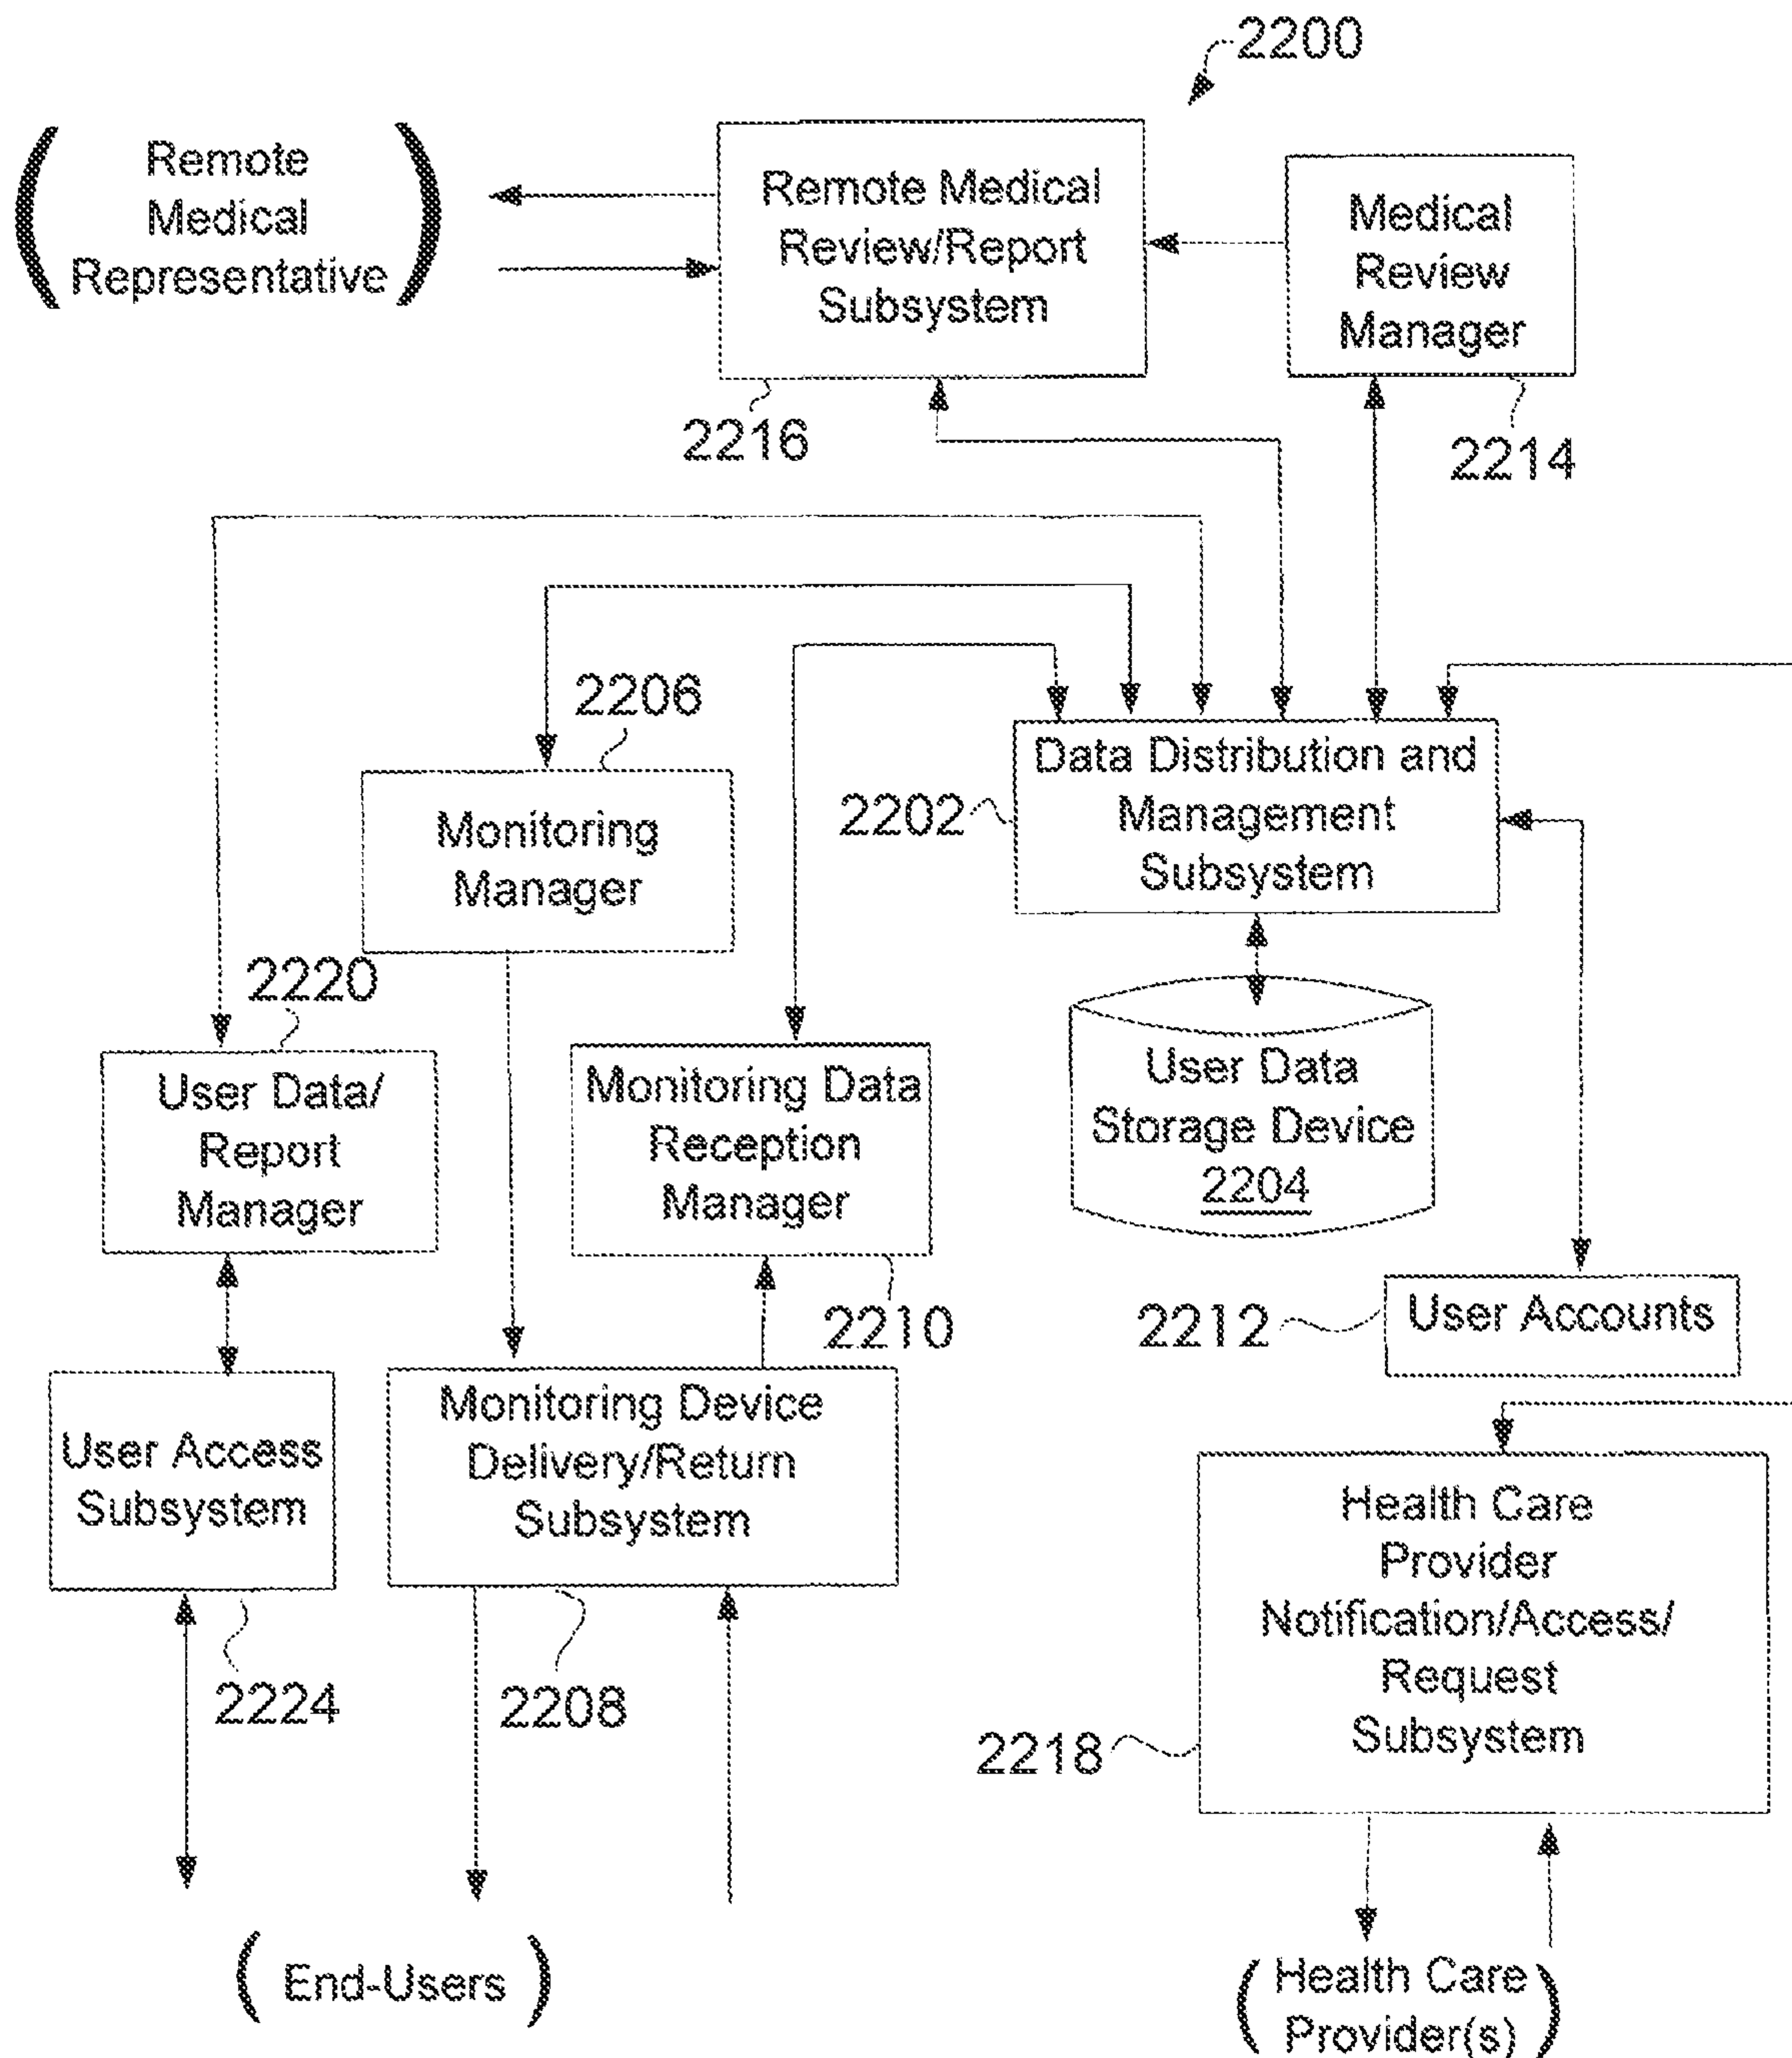 2200
Remote
Medical
Representative
Remote Medical
Review/Report
Subsystem
Medical
Review
Manager
2216
2214
2206
Monitoring
Manager
2202
Data Distribution and
Management
Subsystem
2220
User Data/
Report
Manager
Monitoring Data
Reception
Manager
User Data
Storage Device
2204
2210
2212
User Accounts
User Access
Subsystem
Monitoring Device
Delivery/Return
Subsystem
Health Care
Provider
Notification/Access/
Request
Subsystem
2224
2208
2218
(End-Users)
(Health Care
Provider(s))